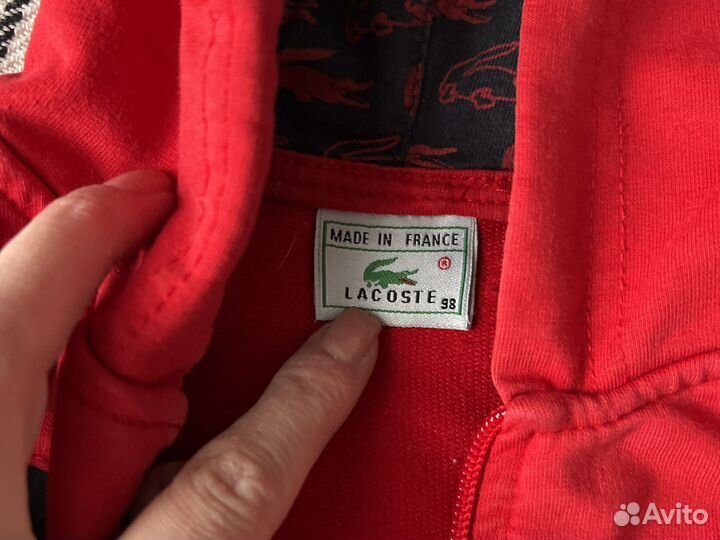 MADE IN FRANCE
®
LACOSTE 98
Avito